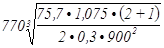 770∛((75,7 • 1,075 • (2 + 1)) / (2 • 0,3 • 900²))